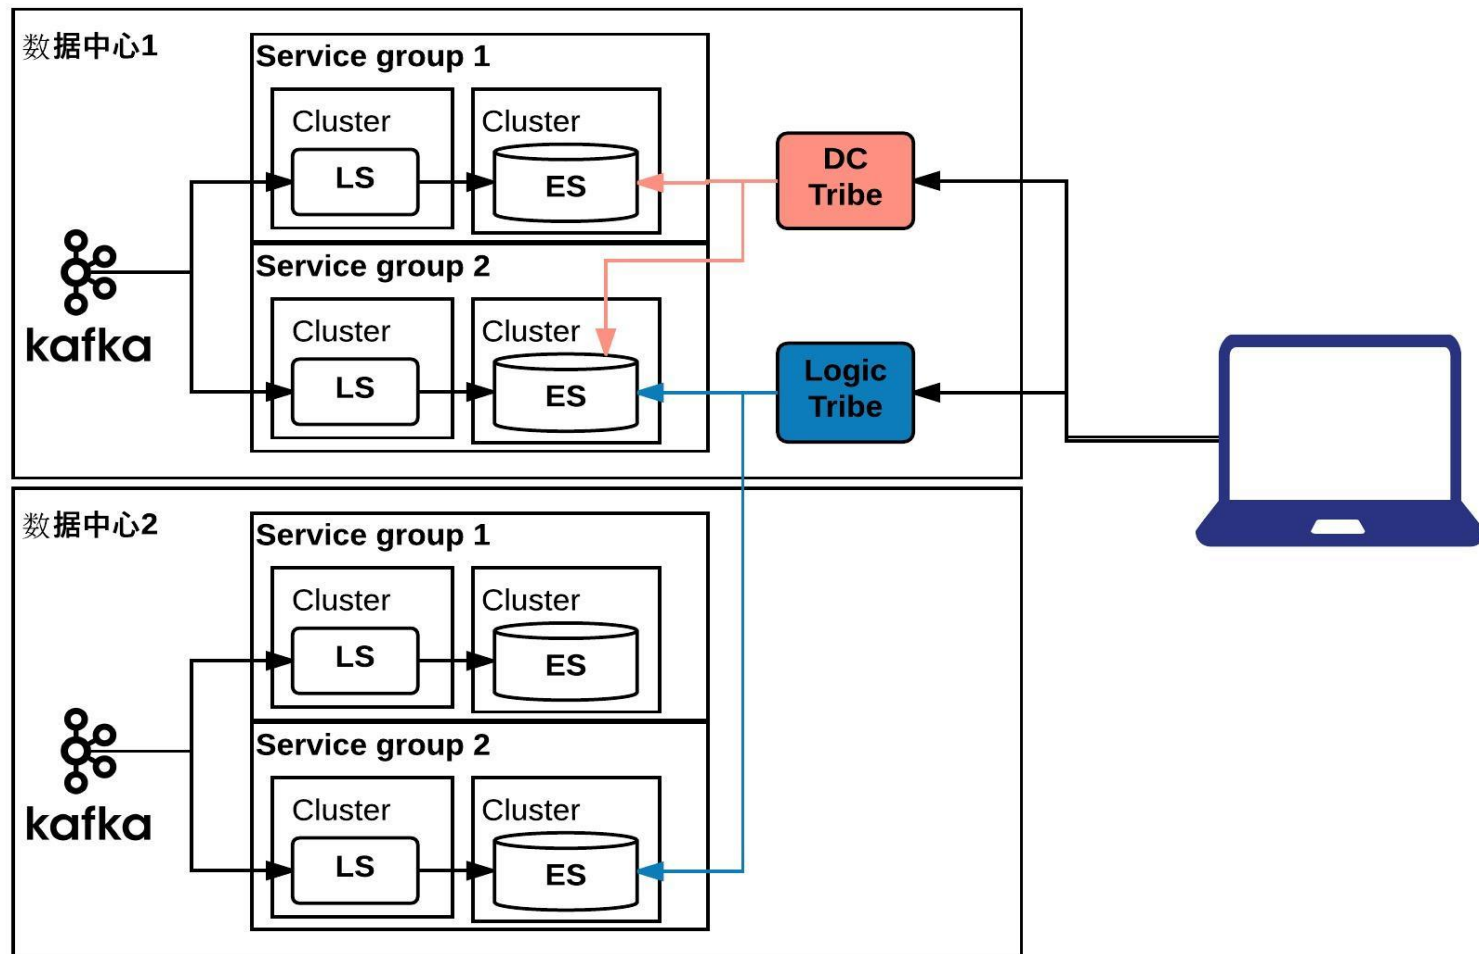 数据中心1
Service group 1
Cluster
Cluster
LS
ES
DC
Tribe
kafka
Service group 2
Cluster
Cluster
LS
ES
Logic
Tribe
数据中心2
Service group 1
Cluster
Cluster
LS
ES
kafka
Service group 2
Cluster
Cluster
LS
ES